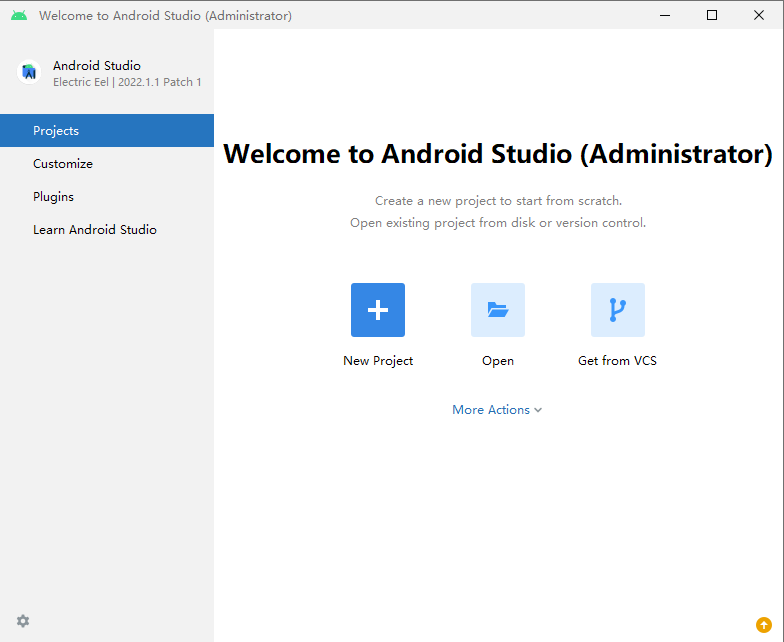 Welcome to Android Studio (Administrator)
Android Studio
Electric Eel | 2022.1.1 Patch 1
Projects
Customize
Plugins
Learn Android Studio
Welcome to Android Studio (Administrator)
Create a new project to start from scratch.
Open existing project from disk or version control.
New Project
Open
Get from VCS
More Actions